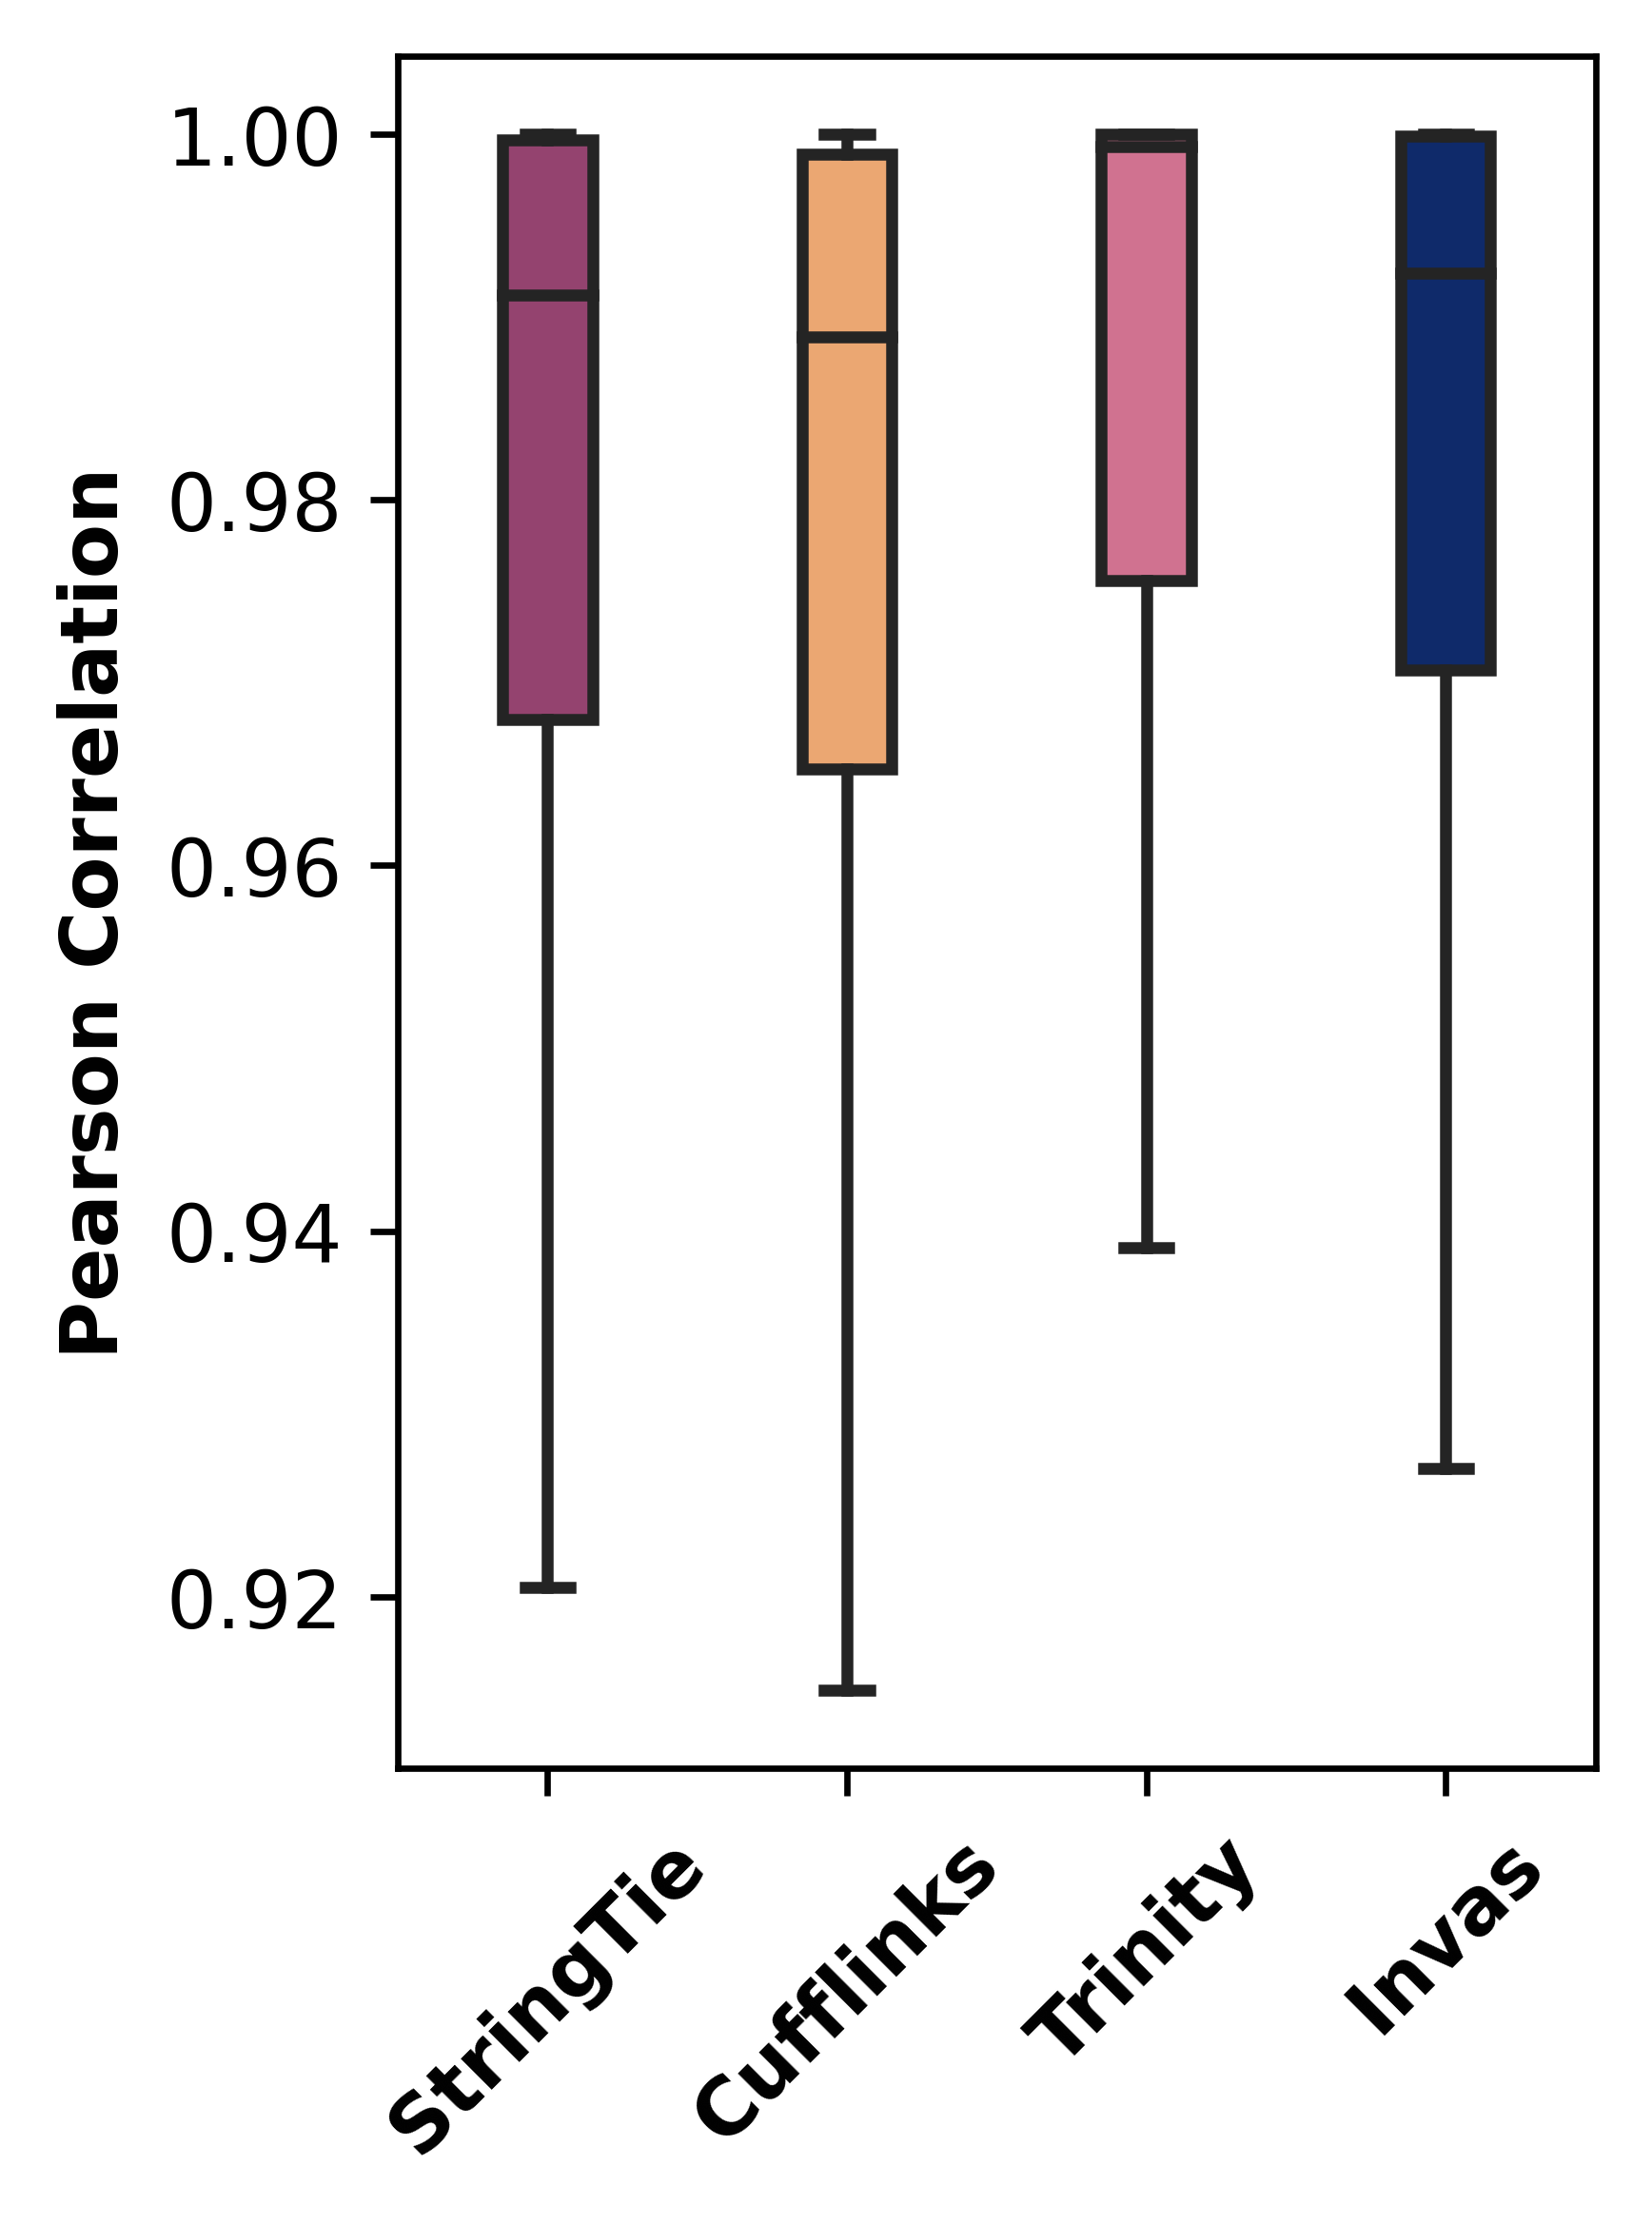 Pearson Correlation
1.00
0.98
0.96
0.94
0.92
StringTie
Cufflinks
Trinity
Invas